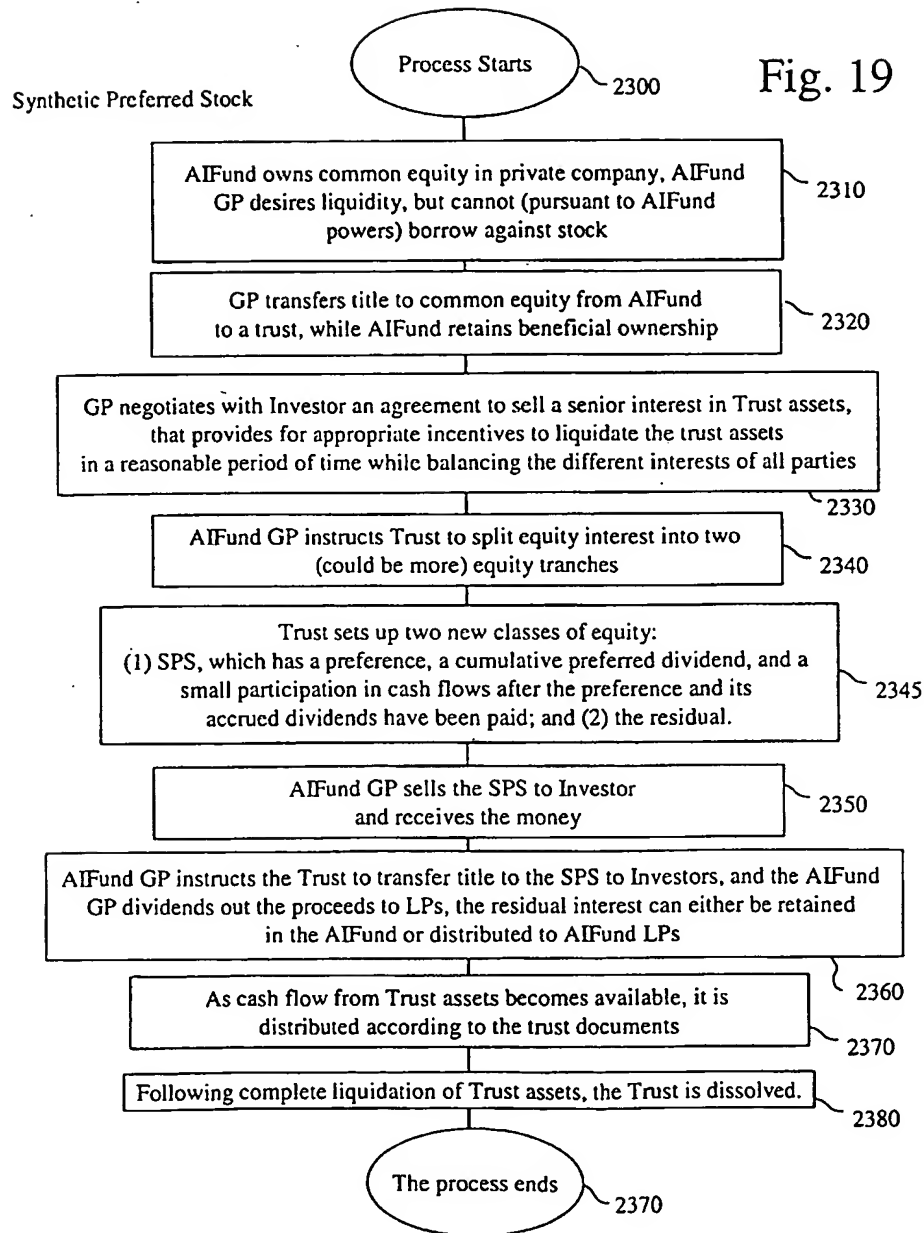 Process Starts
2300
Fig. 19
Synthetic Preferred Stock
AIFund owns common equity in private company, AIFund
GP desires liquidity, but cannot (pursuant to AIFund
powers) borrow against stock
2310
GP transfers title to common equity from AIFund
to a trust, while AIFund retains beneficial ownership
2320
GP negotiates with Investor an agreement to sell a senior interest in Trust assets,
that provides for appropriate incentives to liquidate the trust assets
in a reasonable period of time while balancing the different interests of all parties
2330
AIFund GP instructs Trust to split equity interest into two
(could be more) equity tranches
2340
Trust sets up two new classes of equity:
(1) SPS, which has a preference, a cumulative preferred dividend, and a
small participation in cash flows after the preference and its
accrued dividends have been paid; and (2) the residual.
2345
AIFund GP sells the SPS to Investor
and receives the money
2350
AIFund GP instructs the Trust to transfer title to the SPS to Investors, and the AIFund
GP dividends out the proceeds to LPs, the residual interest can either be retained
in the AIFund or distributed to AIFund LPs
2360
As cash flow from Trust assets becomes available, it is
distributed according to the trust documents
2370
Following complete liquidation of Trust assets, the Trust is dissolved.
2380
The process ends
2370